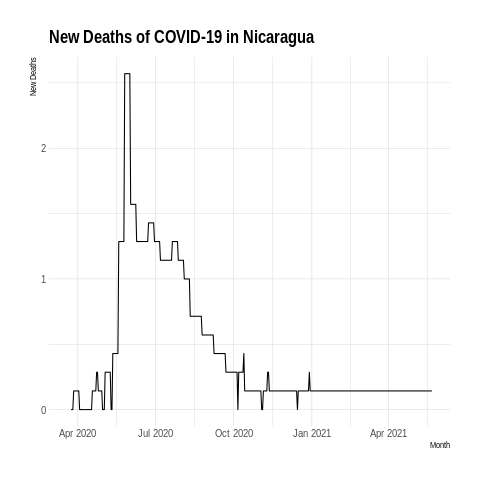 New Deaths of COVID-19 in Nicaragua
New Deaths
2
1
0
Apr 2020 Jul 2020 Oct 2020 Jan 2021 Apr 2021
Month